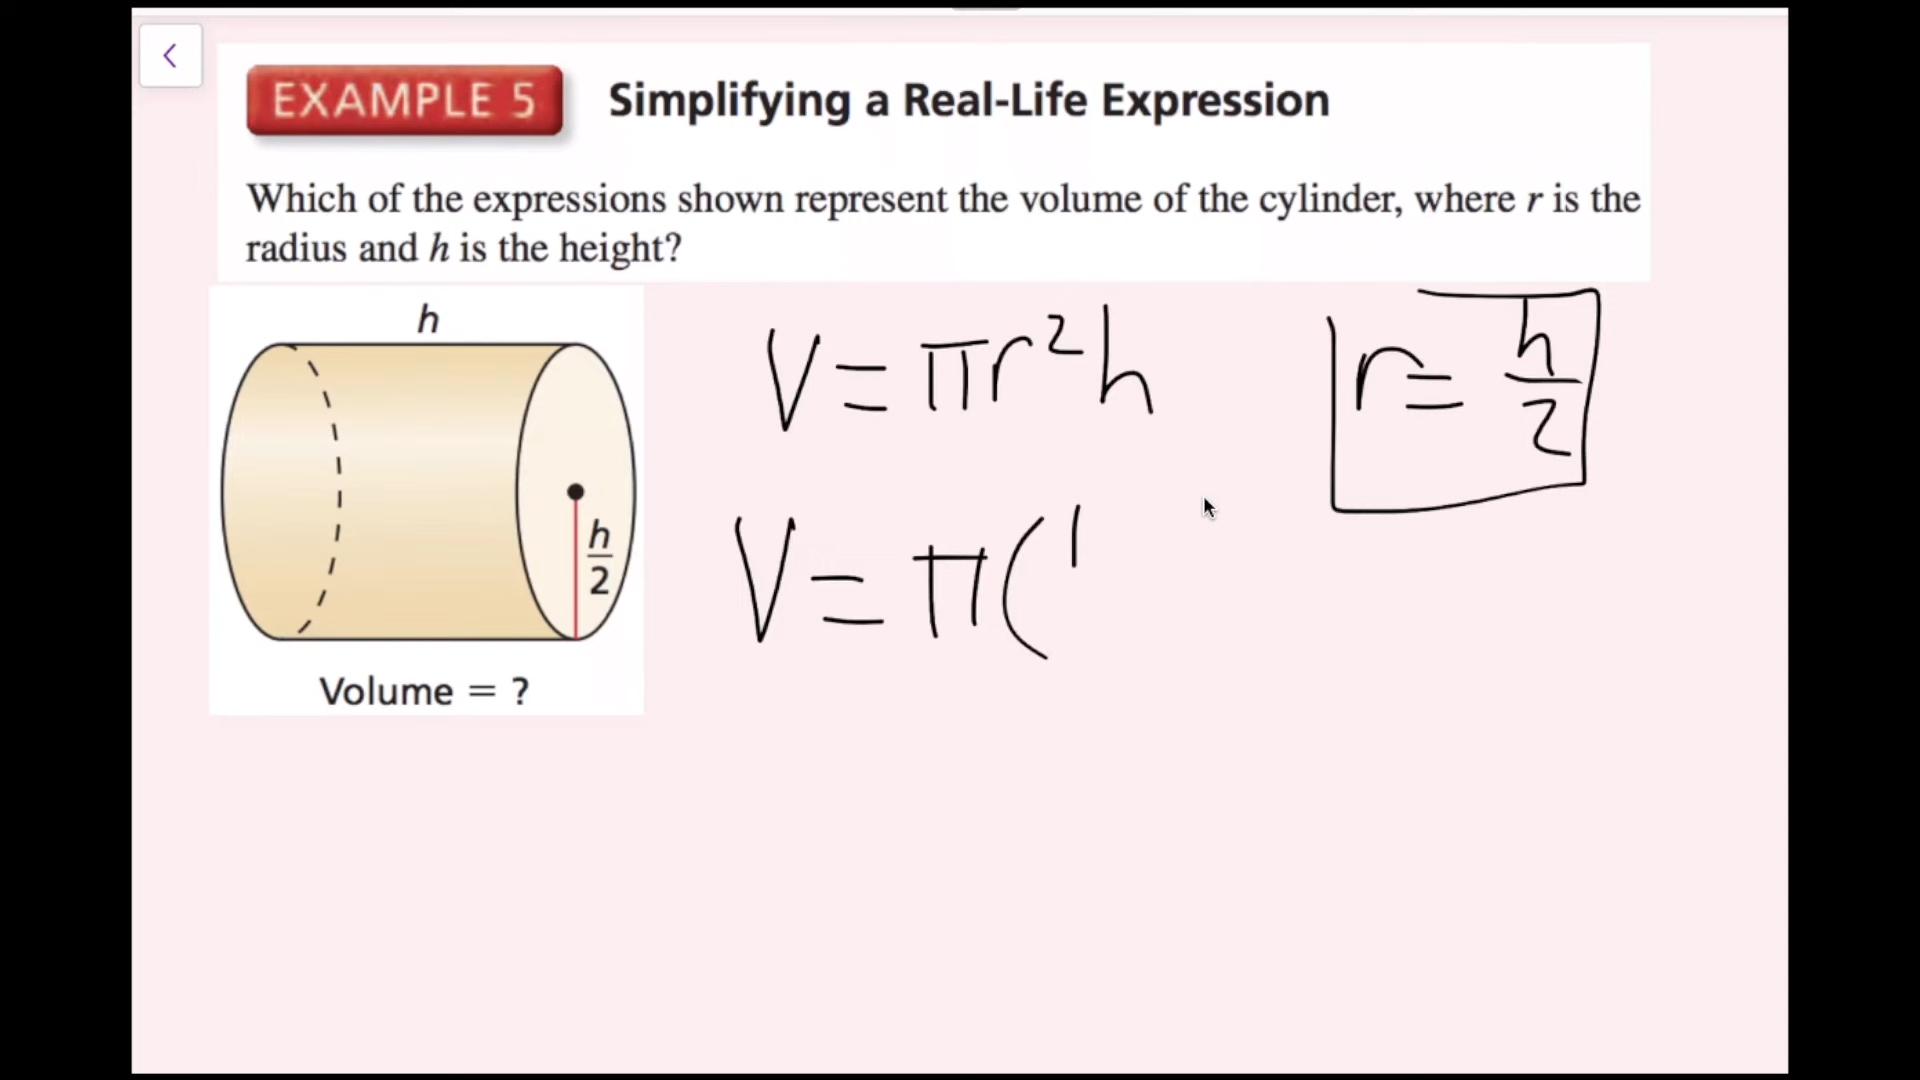 EXAMPLE 5 Simplifying a Real-Life Expression
Which of the expressions shown represent the volume of the cylinder, where r is the
radius and h is the height?
h
V = πr²h
r = h/2
h/2
V = π(
Volume = ?